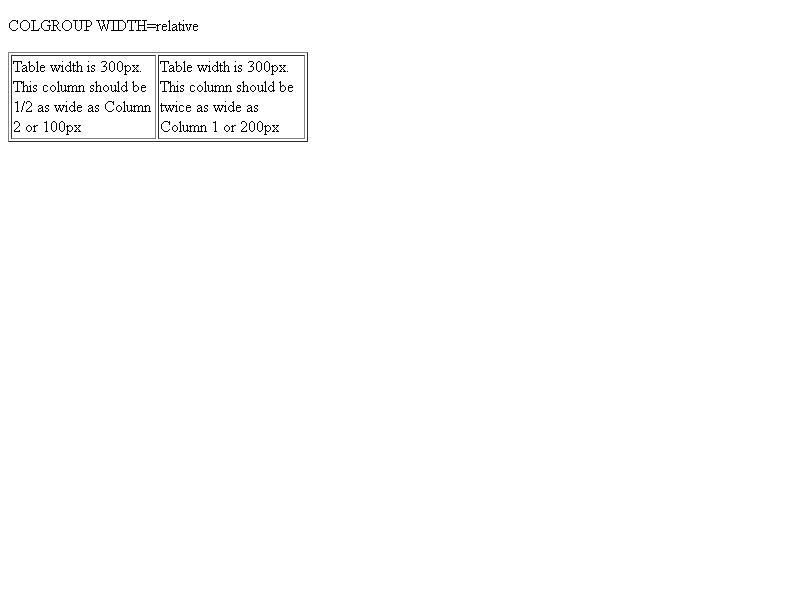 COLGROUP WIDTH=relative
Table width is 300px.
This column should be
1/2 as wide as Column
2 or 100px
Table width is 300px.
This column should be
twice as wide as
Column 1 or 200px